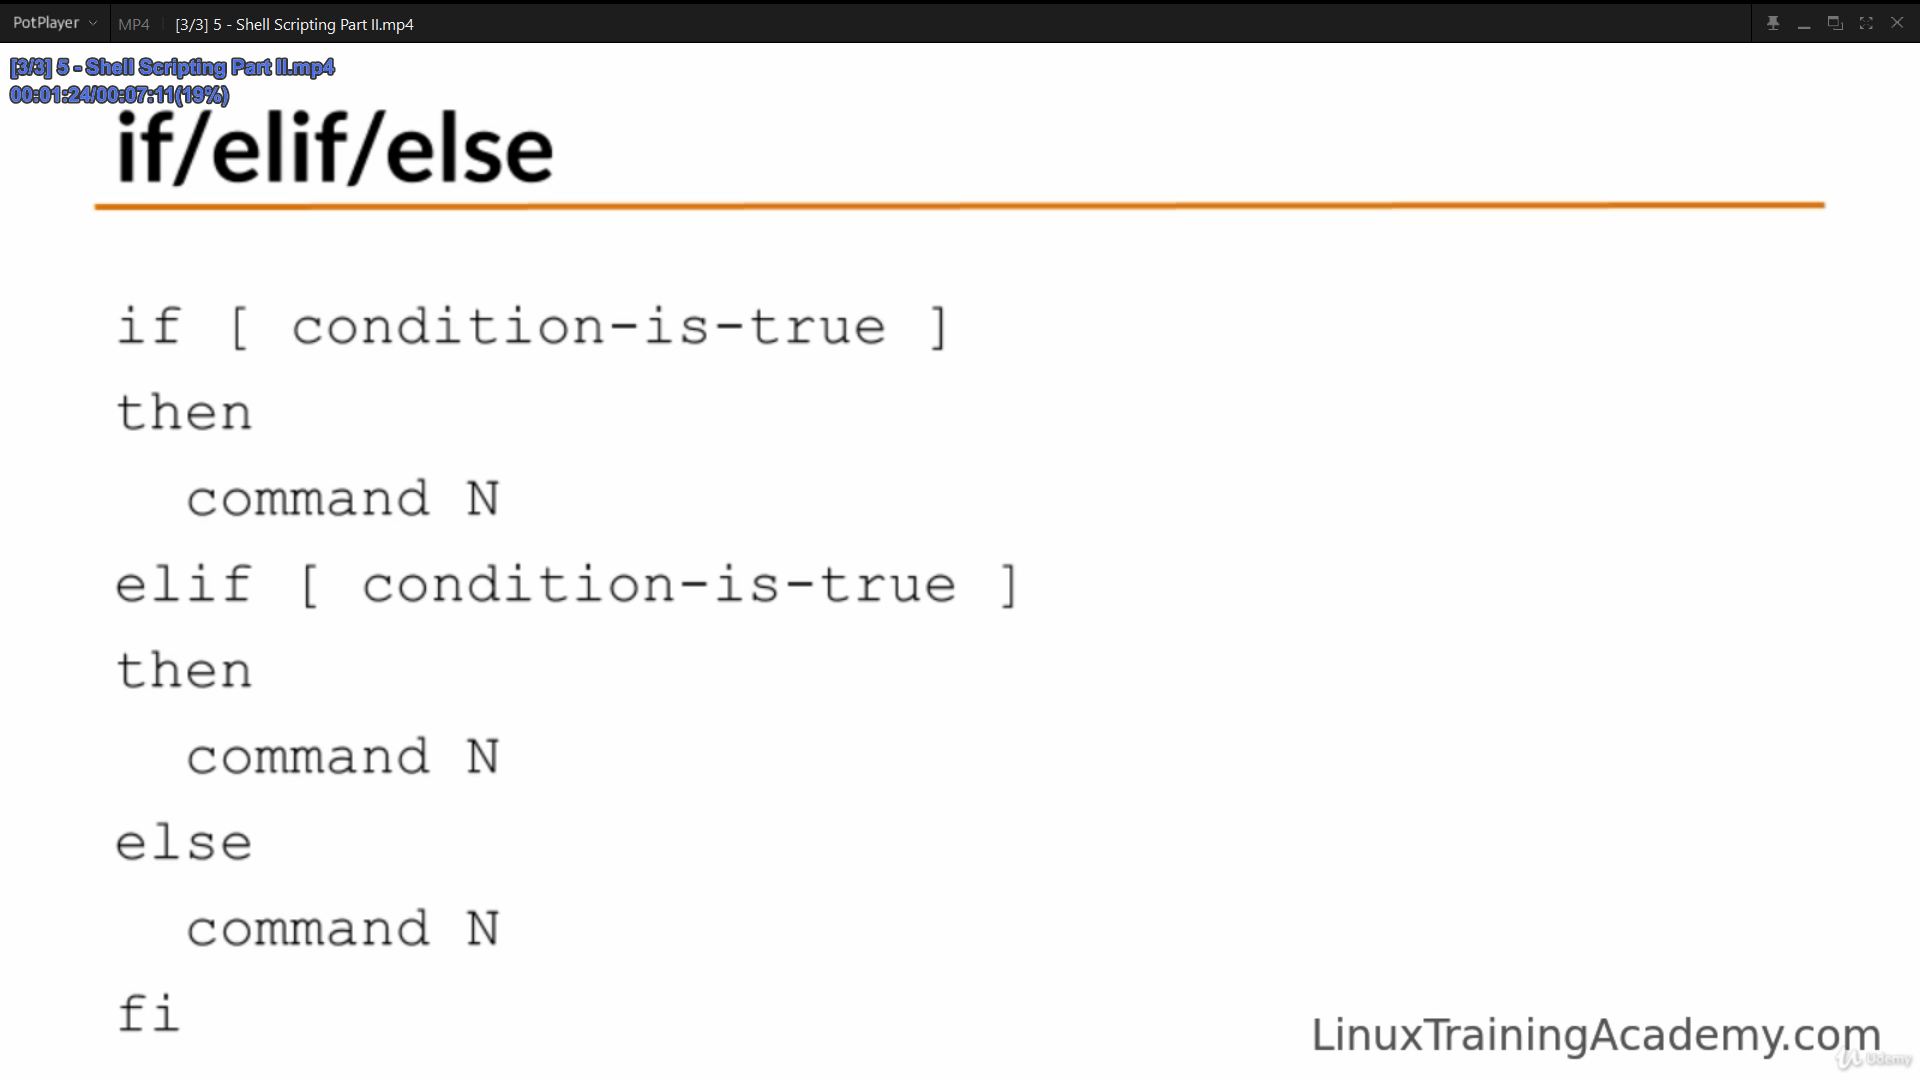 PotPlayer MP4 [3/3] 5 - Shell Scripting Part II.mp4
[3/3] 5 - Shell Scripting Part II.mp4
00:01:24/00:07:11(19%)
if/elif/else
if [ condition-is-true ]
then
  command N
elif [ condition-is-true ]
then
  command N
else
  command N
fi
LinuxTrainingAcademy.com
Udemy